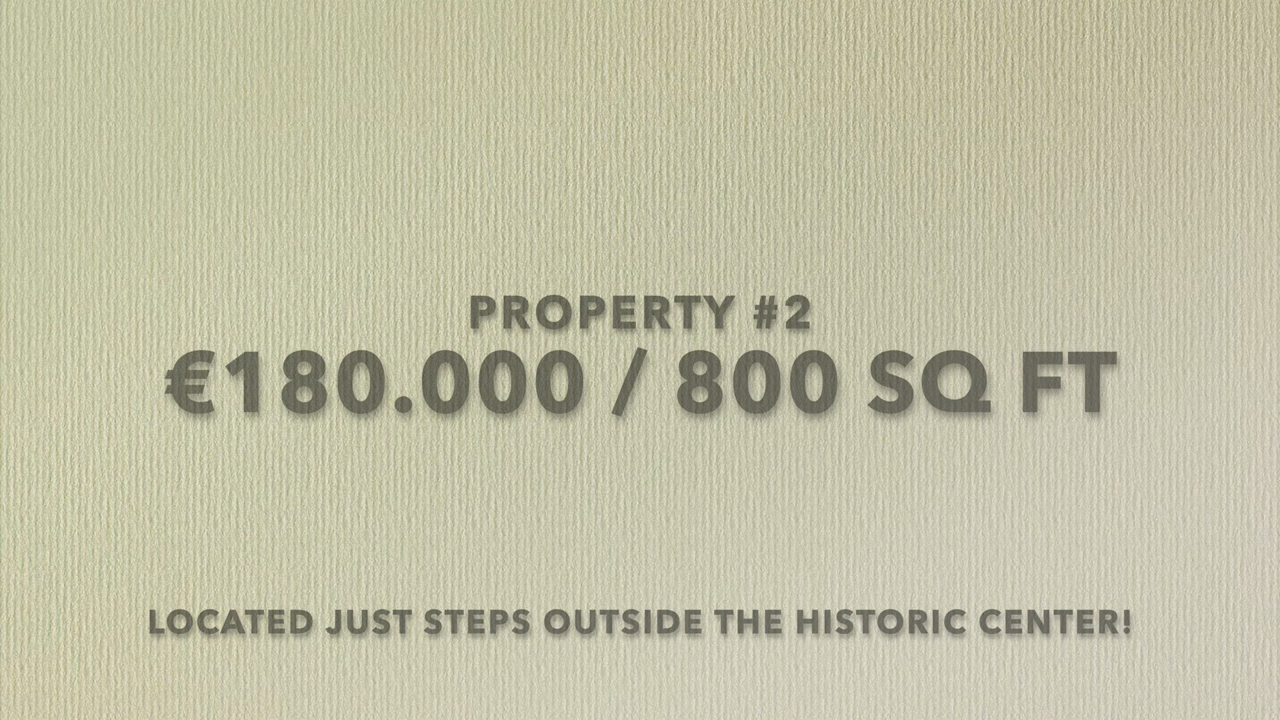 PROPERTY #2
€180.000 / 800 SQ FT
LOCATED JUST STEPS OUTSIDE THE HISTORIC CENTER!